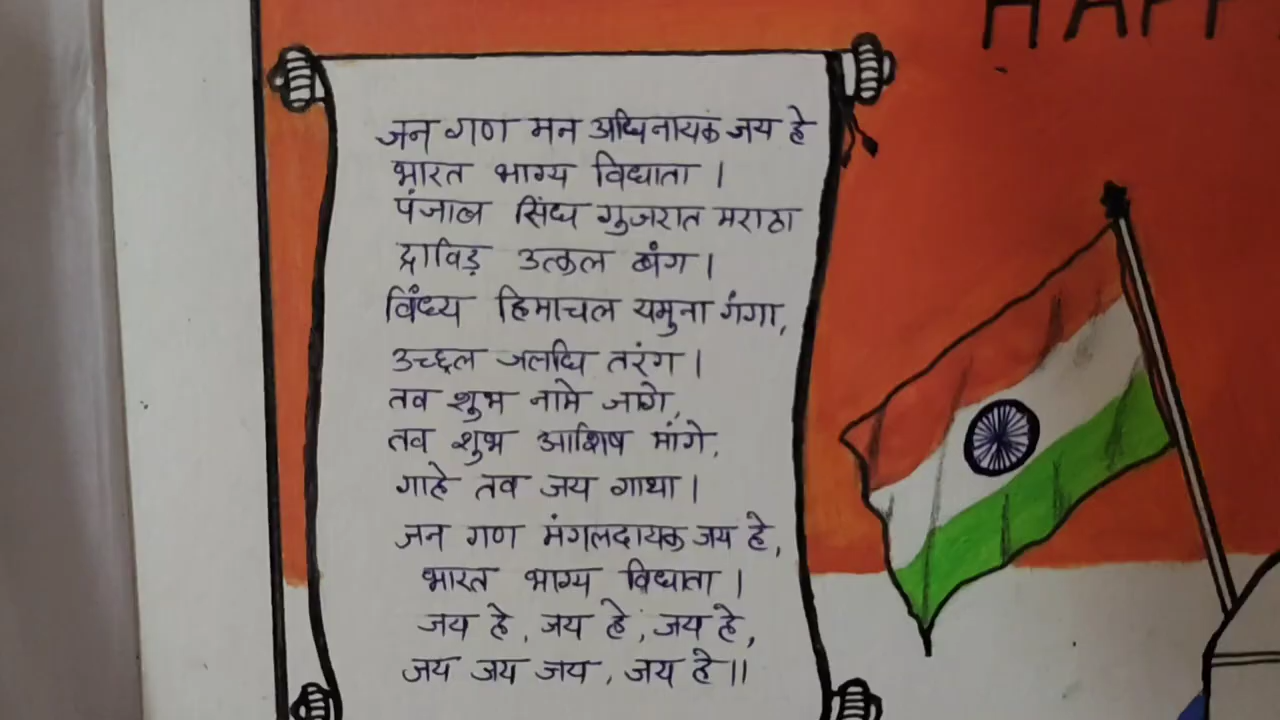 HAPP
जन गण मन अधिनायक जय हे
भारत भाग्य विधाता ।
पंजाब सिंध गुजरात मराठा
द्राविड़ उत्कल बंग ।
विंध्य हिमाचल यमुना गंगा,
उच्छल जलधि तरंग ।
तव शुभ नामे जागे,
तव शुभ आशिष मांगे,
गाहे तव जय गाथा ।
जन गण मंगलदायक जय हे,
भारत भाग्य विधाता ।
जय हे, जय हे, जय हे,
जय जय जय, जय हे॥